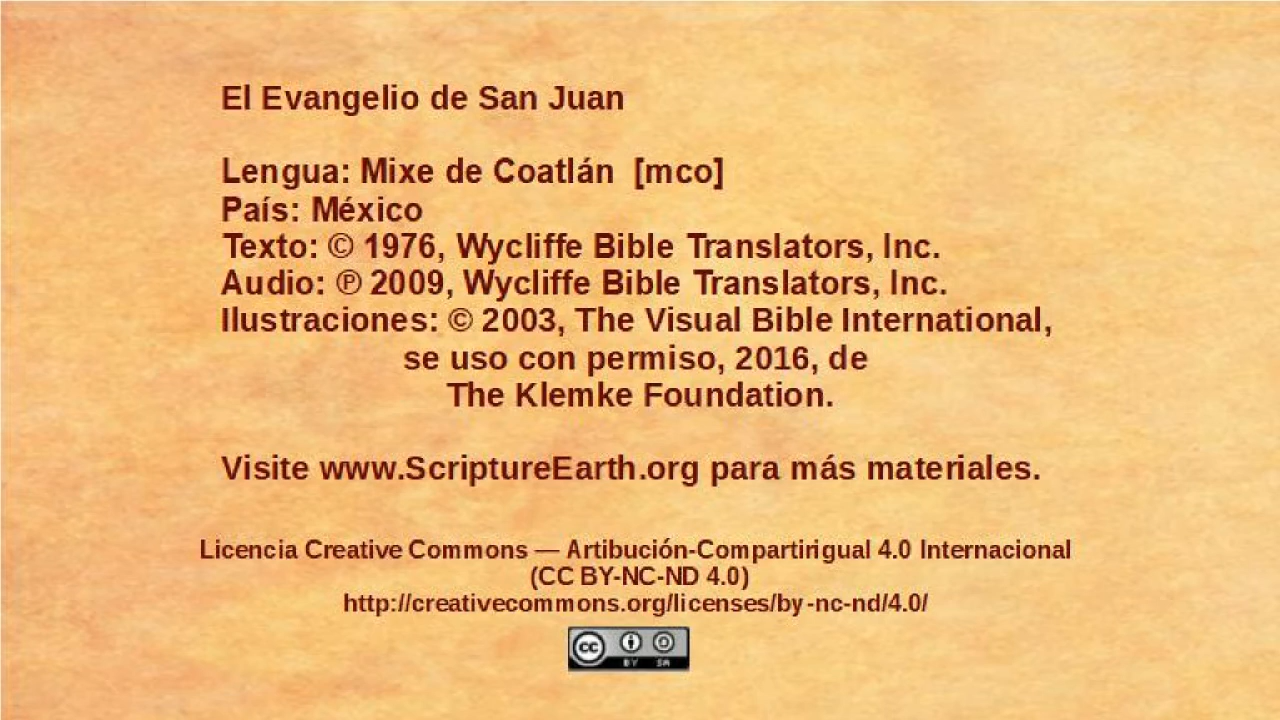 El Evangelio de San Juan
Lengua: Mixe de Coatlán [mco]
País: México
Texto: © 1976, Wycliffe Bible Translators, Inc.
Audio: ℗ 2009, Wycliffe Bible Translators, Inc.
Ilustraciones: © 2003, The Visual Bible International,
se uso con permiso, 2016, de
The Klemke Foundation.
Visite www.ScriptureEarth.org para más materiales.
Licencia Creative Commons — Artibución-Compartirigual 4.0 Internacional
(CC BY-NC-ND 4.0)
http://creativecommons.org/licenses/by-nc-nd/4.0/
cc BY SA